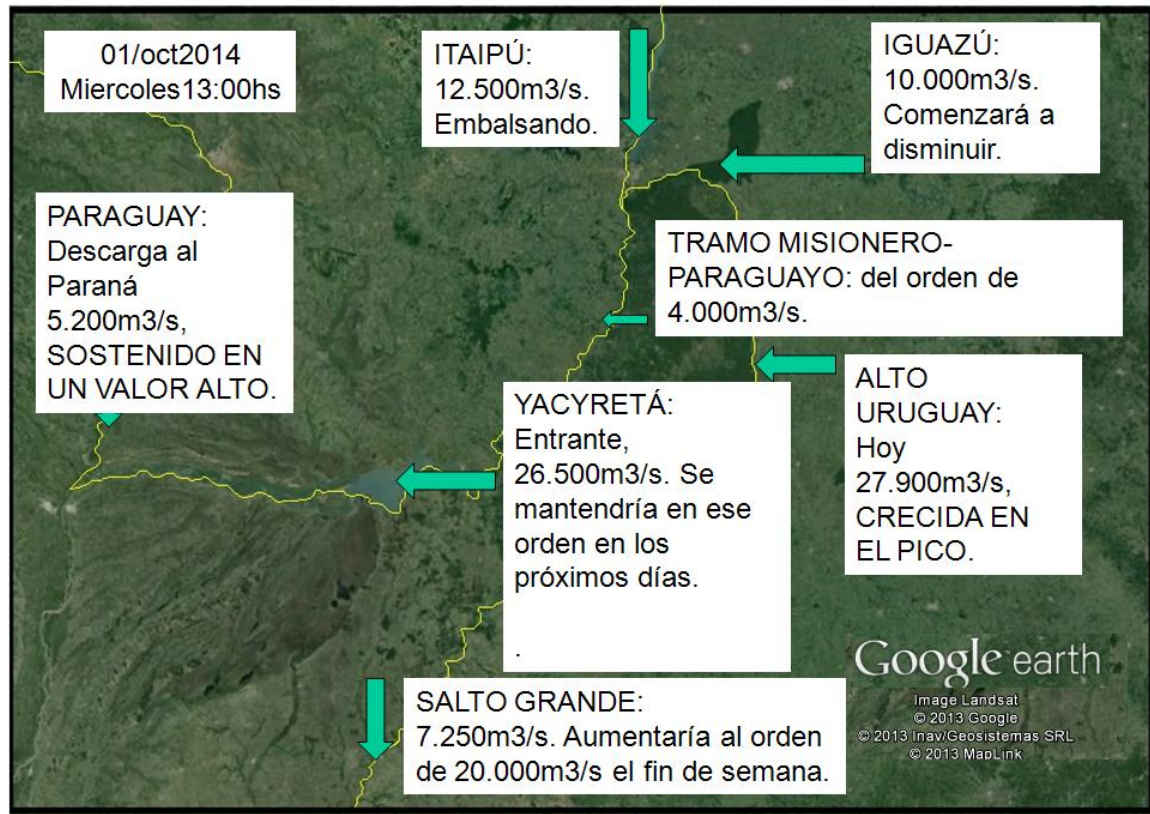 01/oct2014
Miercoles13:00hs
ITAIPÚ:
12.500m3/s.
Embalsando.
IGUAZÚ:
10.000m3/s.
Comenzará a
disminuir.
PARAGUAY:
Descarga al
Paraná
5.200m3/s,
SOSTENIDO EN
UN VALOR ALTO.
TRAMO MISIONERO-
PARAGUAYO: del orden de
4.000m3/s.
YACYRETÁ:
Entrante,
26.500m3/s. Se
mantendría en ese
orden en los
próximos días.
.
ALTO
URUGUAY:
Hoy
27.900m3/s,
CRECIDA EN
EL PICO.
SALTO GRANDE:
7.250m3/s. Aumentaría al orden
de 20.000m3/s el fin de semana.
Google earth
Image Landsat
© 2013 Google
© 2013 Inav/Geosistemas SRL
© 2013 MapLink